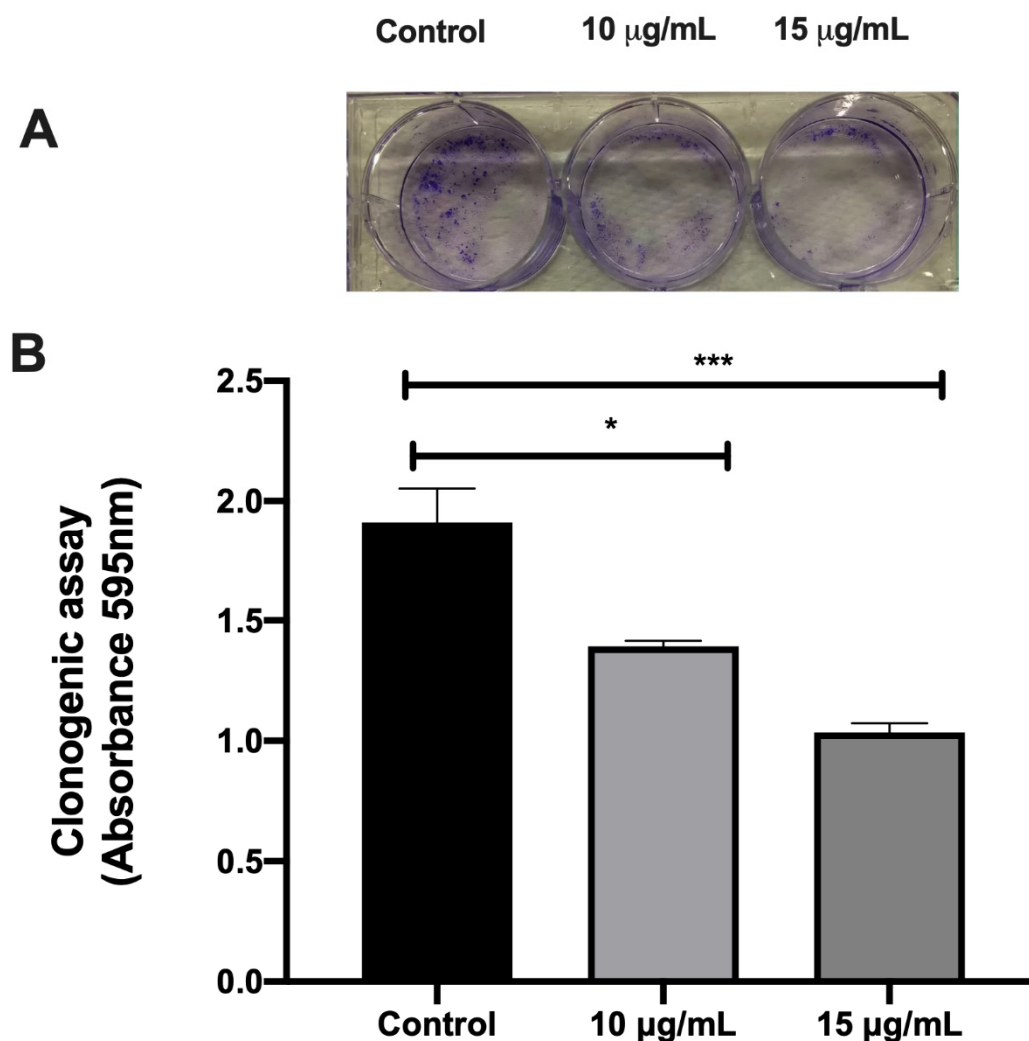 Control 10 μg/mL 15 μg/mL
A
B
***
*
2.5
2.0
1.5
1.0
0.5
0.0
Clonogenic assay
(Absorbance 595nm)
Control 10 μg/mL 15 μg/mL